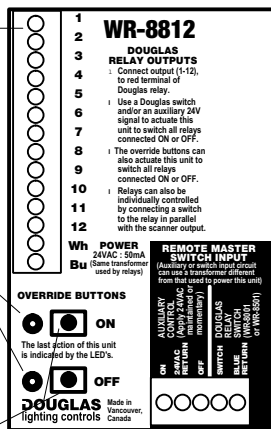 1
2
3
4
5
6
7
8
9
10
11
12
Wh
Bu
WR-8812
DOUGLAS
RELAY OUTPUTS
Connect output (1-12),
to red terminal of
Douglas relay.
Use a Douglas switch
and/or an auxiliary 24V
signal to actuate this
unit to switch all relays
connected ON or OFF.
The override buttons can
also actuate this unit to
switch all relays
connected ON or OFF.
Relays can also be
individually controlled
by connecting a switch
to the relay in parallel
with the scanner output.
POWER
24VAC : 50mA
(Same transformer
used by relays)
OVERRIDE BUTTONS
ON
The last action of this unit
is indicated by the LED's.
OFF
DOUGLAS
lighting controls
Made in
Vancouver,
Canada
REMOTE MASTER
SWITCH INPUT
(Auxiliary or switch input circuit
can use a transformer different
from that used to power this unit)
AUXILIARY
CONTROL
(Apply 24VAC
maintained or
momentary)
ON
24VAC
RETURN
OFF
DOUGLAS
RELAY
SWITCH
(WR-8001
or WR-8501)
SWITCH
BLUE
RETURN